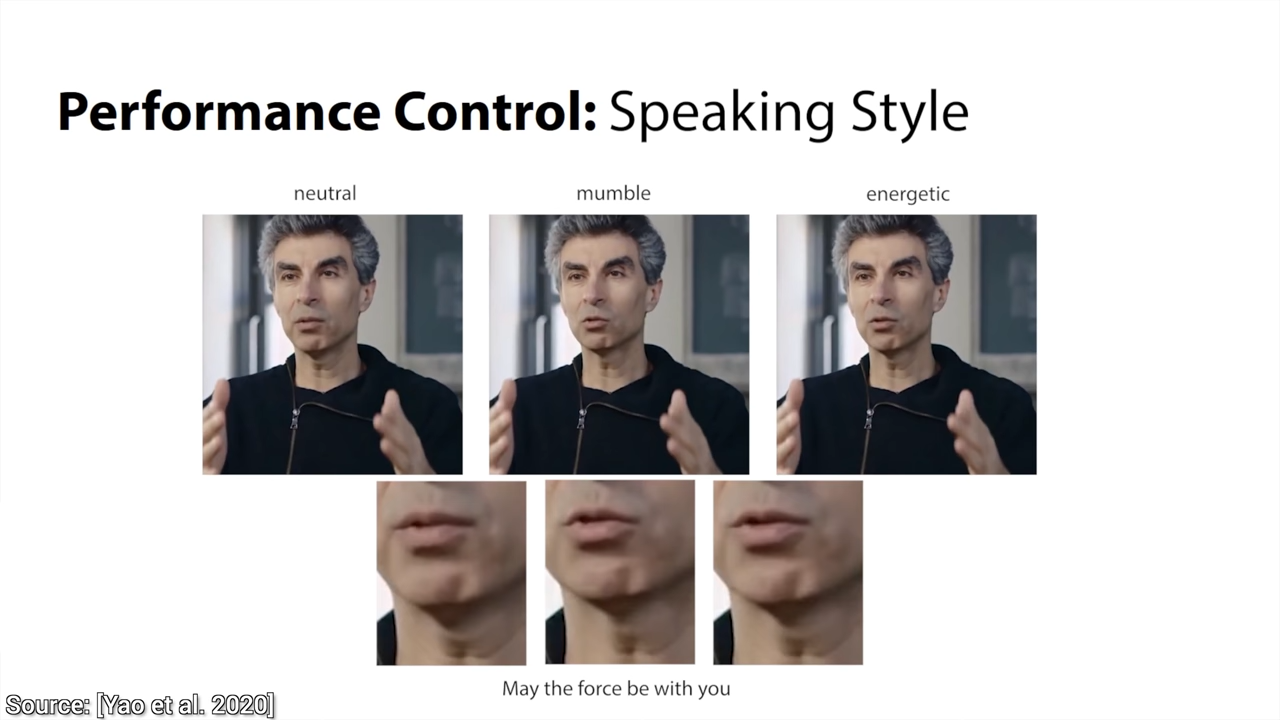 Performance Control: Speaking Style
neutral
mumble
energetic
May the force be with you
Source: [Yao et al. 2020]